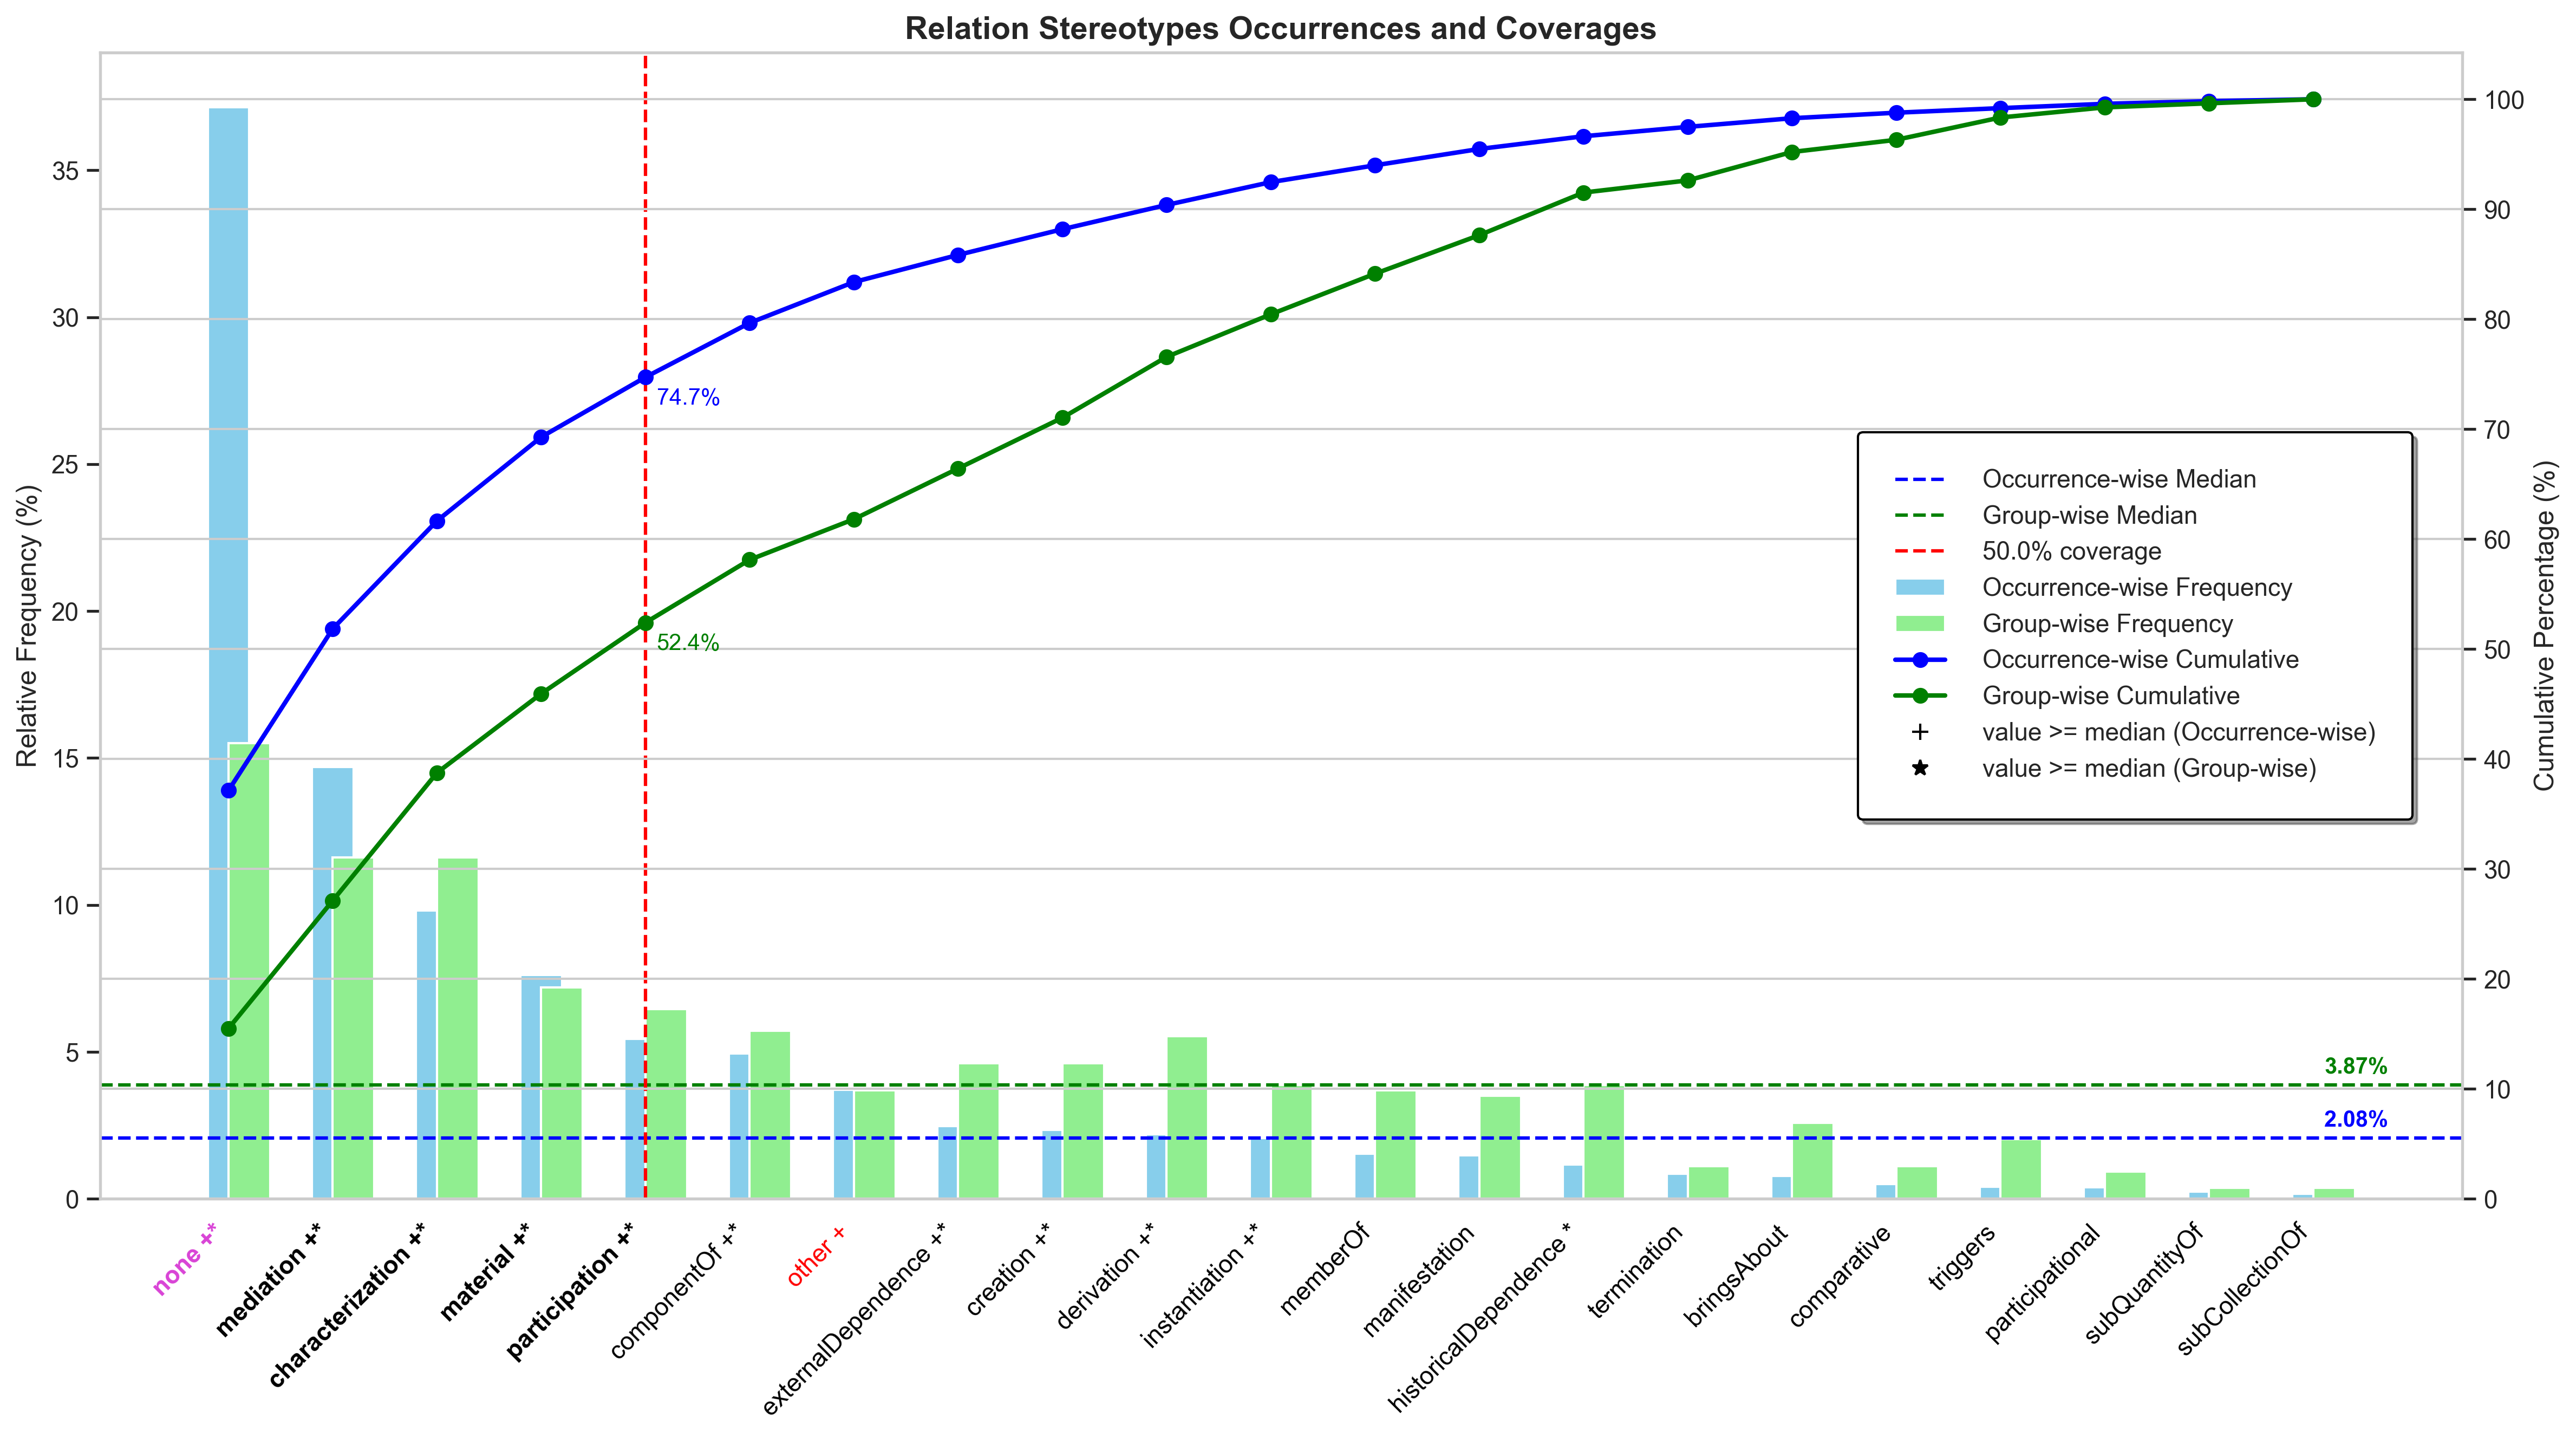 Relation Stereotypes Occurrences and Coverages
Relative Frequency (%)
35
30
25
20
15
10
5
0
74.7%
52.4%
3.87%
2.08%
100
90
80
70
60
50
40
30
20
10
0
Cumulative Percentage (%)
Occurrence-wise Median
Group-wise Median
50.0% coverage
Occurrence-wise Frequency
Group-wise Frequency
Occurrence-wise Cumulative
Group-wise Cumulative
value >= median (Occurrence-wise)
value >= median (Group-wise)
none +*
mediation +*
characterization +*
material +*
participation +*
componentOf +*
other +
externalDependence +*
creation +*
derivation +*
instantiation +*
memberOf
manifestation
historicalDependence *
termination
bringsAbout
comparative
triggers
participational
subQuantityOf
subCollectionOf